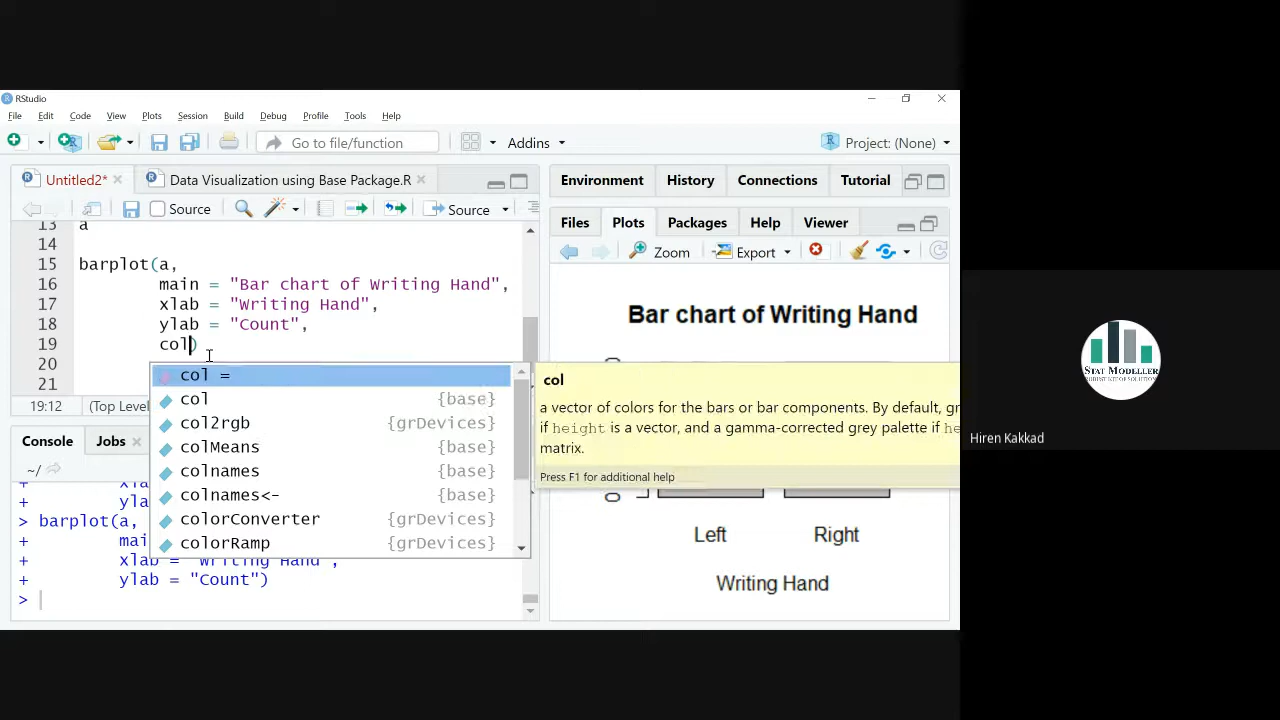 RStudio
File Edit Code View Plots Session Build Debug Profile Tools Help
Go to file/function Addins Project: (None)
Untitled2* Data Visualization using Base Package.R
Source Source
13 a
14
15 barplot(a,
16 main = "Bar chart of Writing Hand",
17 xlab = "Writing Hand",
18 ylab = "Count",
19 col)
20
21
col =
col {base}
col2rgb {grDevices}
colMeans {base}
colnames {base}
colnames<- {base}
colorConverter {grDevices}
colorRamp {grDevices}
19:12 (Top Level
Console Jobs
~/
+ ylab
> barplot(a,
+ main
+ xlab = "Writing Hand",
+ ylab = "Count")
>
Environment History Connections Tutorial
Files Plots Packages Help Viewer
Zoom Export
Bar chart of Writing Hand
col
a vector of colors for the bars or bar components. By default, gr
if height is a vector, and a gamma-corrected grey palette if he
matrix.
Press F1 for additional help
0
Left Right
Writing Hand
STAT MODELLER
Hiren Kakkad